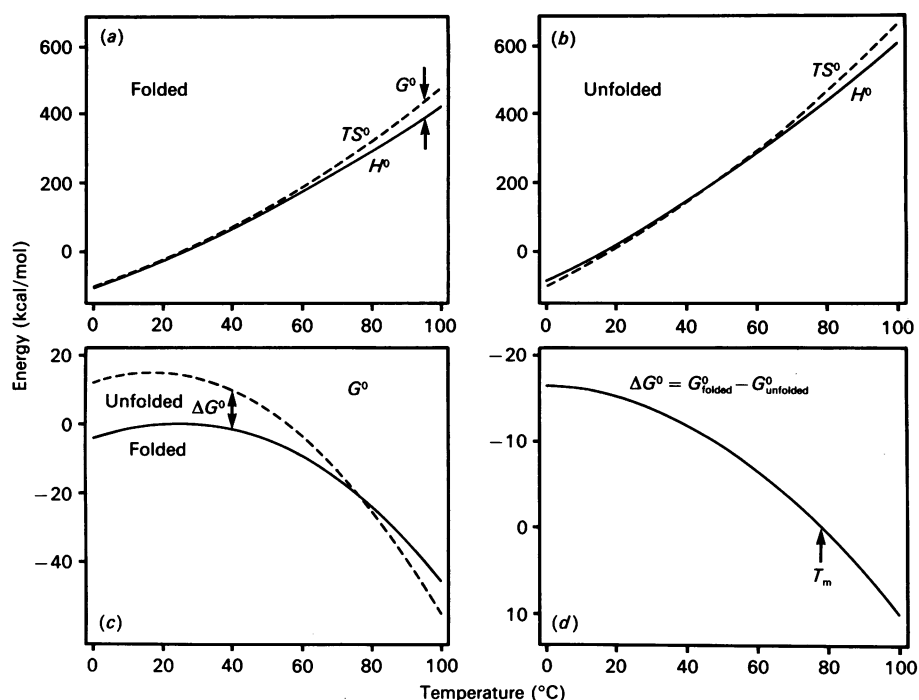 (a)
Folded
G⁰
TS⁰
H⁰
600
400
200
0
0 20 40 60 80 100
(b)
Unfolded
TS⁰
H⁰
600
400
200
0
0 20 40 60 80 100
Energy (kcal/mol)
(c)
G⁰
Unfolded
ΔG⁰
Folded
20
0
−20
−40
0 20 40 60 80 100
(d)
ΔG⁰ = G⁰folded − G⁰unfolded
Tm
−20
−10
0
10
0 20 40 60 80 100
Temperature (°C)